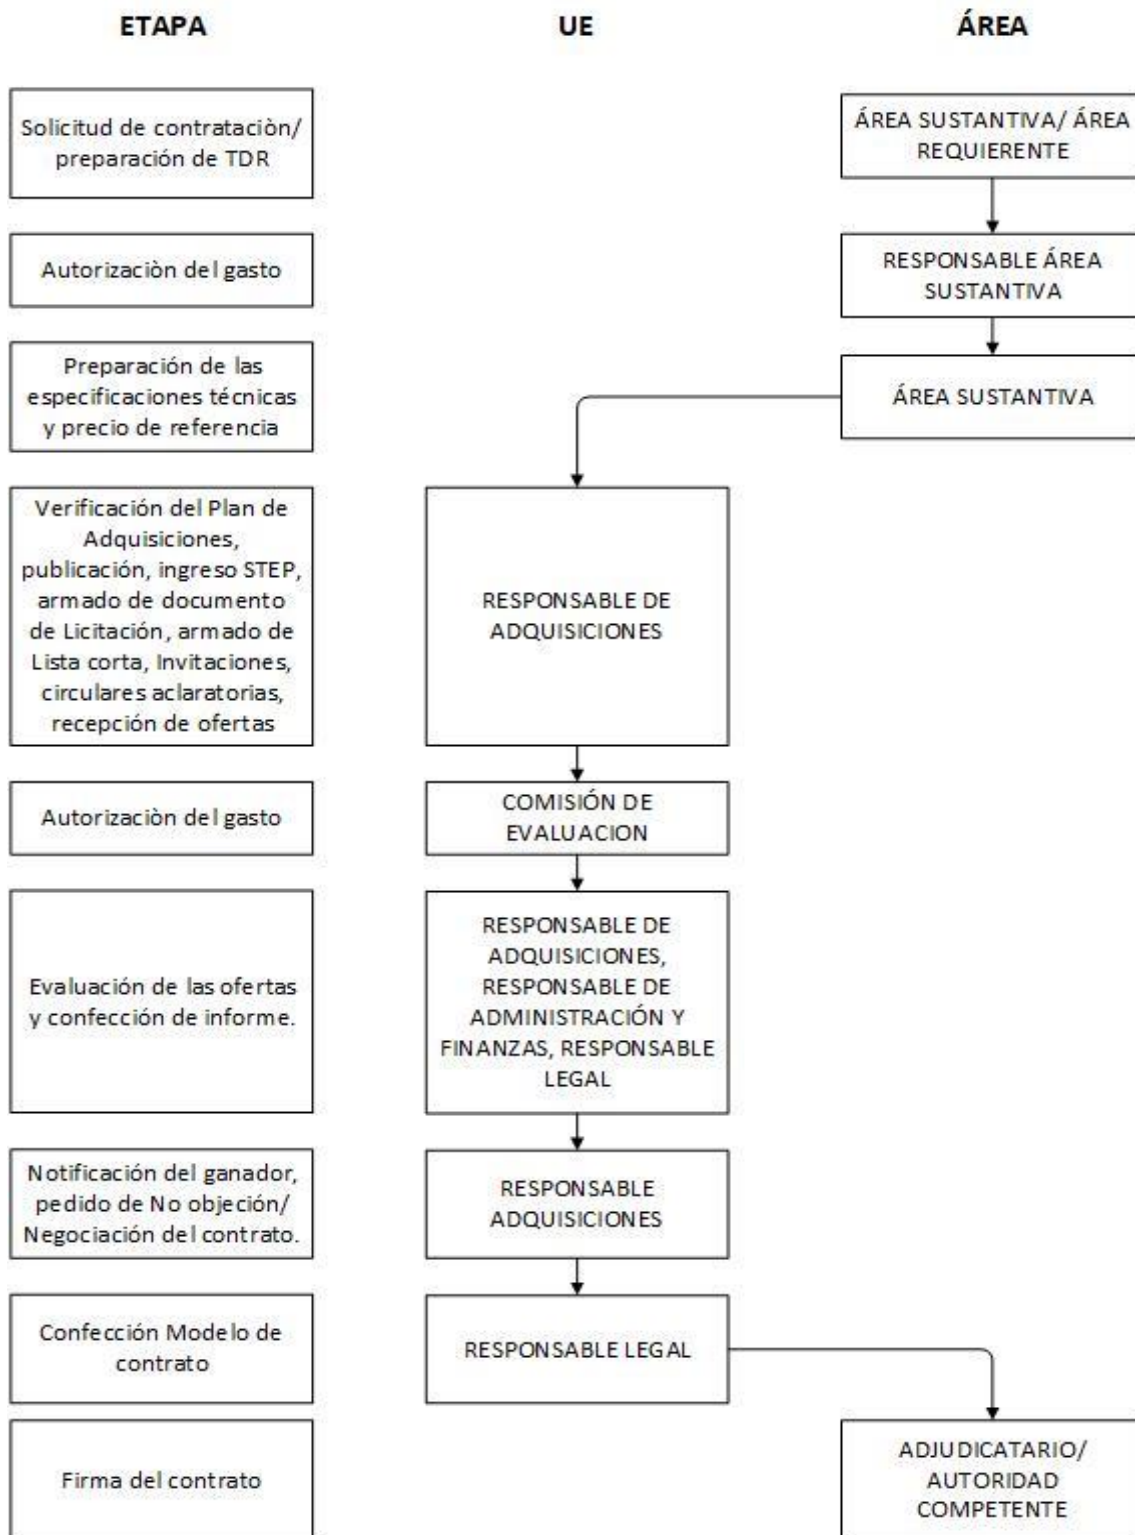 ETAPA
UE
ÁREA
Solicitud de contrataciòn/
preparación de TDR
ÁREA SUSTANTIVA/ ÁREA
REQUIERENTE
Autorizaciòn del gasto
RESPONSABLE ÁREA
SUSTANTIVA
Preparación de las
especificaciones técnicas
y precio de referencia
ÁREA SUSTANTIVA
Verificación del Plan de
Adquisiciones,
publicación, ingreso STEP,
armado de documento
de Licitación, armado de
Lista corta, Invitaciones,
circulares aclaratorias,
recepción de ofertas
RESPONSABLE DE
ADQUISICIONES
Autorizaciòn del gasto
COMISIÓN DE
EVALUACION
Evaluación de las ofertas
y confección de informe.
RESPONSABLE DE
ADQUISICIONES,
RESPONSABLE DE
ADMINISTRACIÓN Y
FINANZAS, RESPONSABLE
LEGAL
Notificación del ganador,
pedido de No objeción/
Negociación del contrato.
RESPONSABLE
ADQUISICIONES
Confección Modelo de
contrato
RESPONSABLE LEGAL
Firma del contrato
ADJUDICATARIO/
AUTORIDAD
COMPETENTE